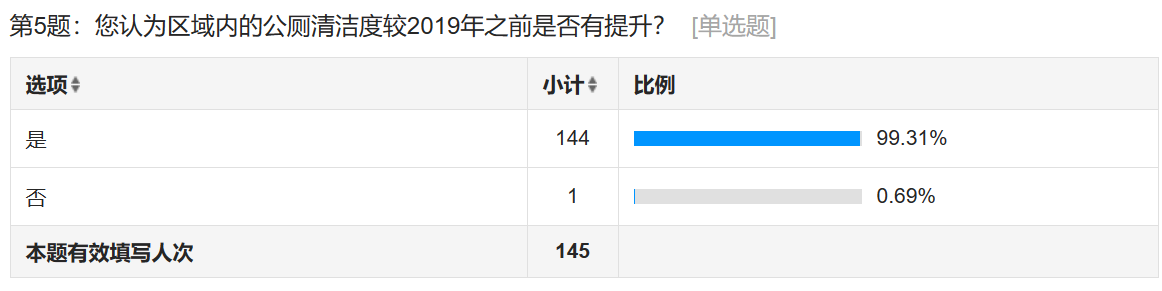 第5题：您认为区域内的公厕清洁度较2019年之前是否有提升？ [单选题]
选项 小计 比例
是 144 99.31%
否 1 0.69%
本题有效填写人次 145